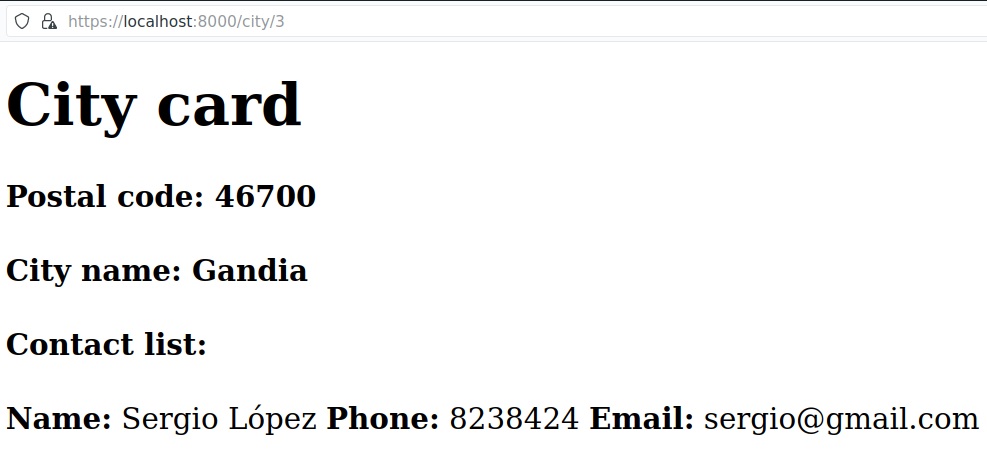 https://localhost:8000/city/3
City card
Postal code: 46700
City name: Gandia
Contact list:
Name: Sergio López Phone: 8238424 Email: sergio@gmail.com